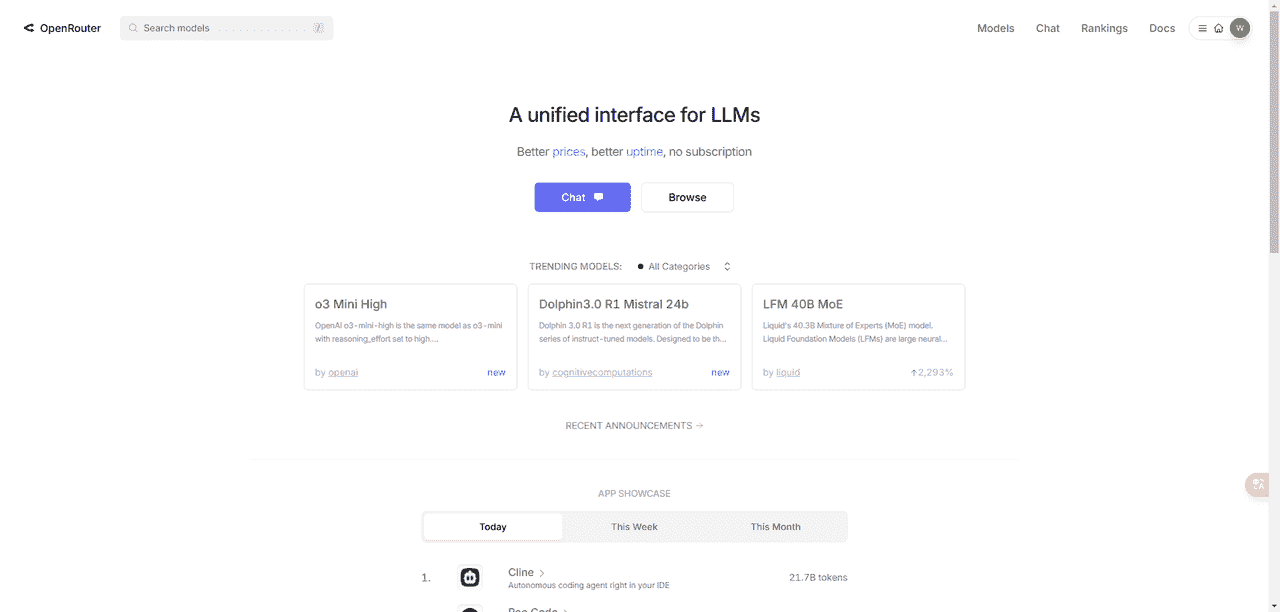 OpenRouter
Search models
/
Models
Chat
Rankings
Docs
W
A unified interface for LLMs
Better prices, better uptime, no subscription
Chat
Browse
TRENDING MODELS:
All Categories
o3 Mini High
OpenAI o3-mini-high is the same model as o3-mini
with reasoning_effort set to high....
by openai
new
Dolphin3.0 R1 Mistral 24b
Dolphin 3.0 R1 is the next generation of the Dolphin
series of instruct-tuned models. Designed to be th...
by cognitivecomputations
new
LFM 40B MoE
Liquid's 40.3B Mixture of Experts (MoE) model.
Liquid Foundation Models (LFMs) are large neural...
by liquid
↑2,293%
RECENT ANNOUNCEMENTS →
APP SHOWCASE
Today
This Week
This Month
1.
Cline >
Autonomous coding agent right in your IDE
21.7B tokens